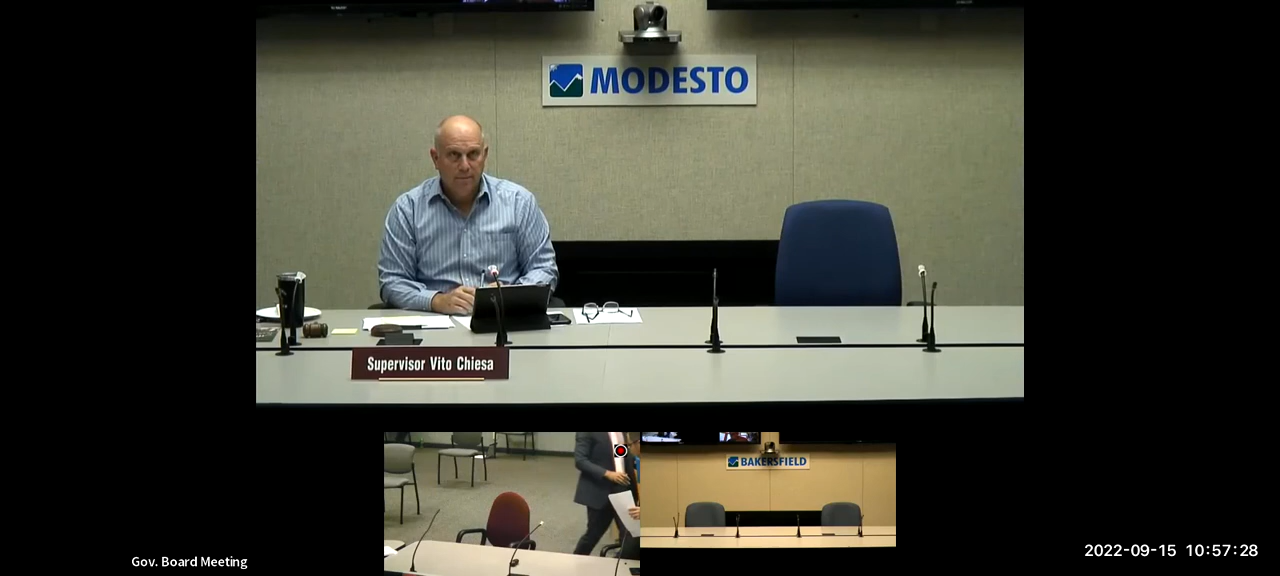 MODESTO
Supervisor Vito Chiesa
BAKERSFIELD
Gov. Board Meeting
2022-09-15 10:57:28